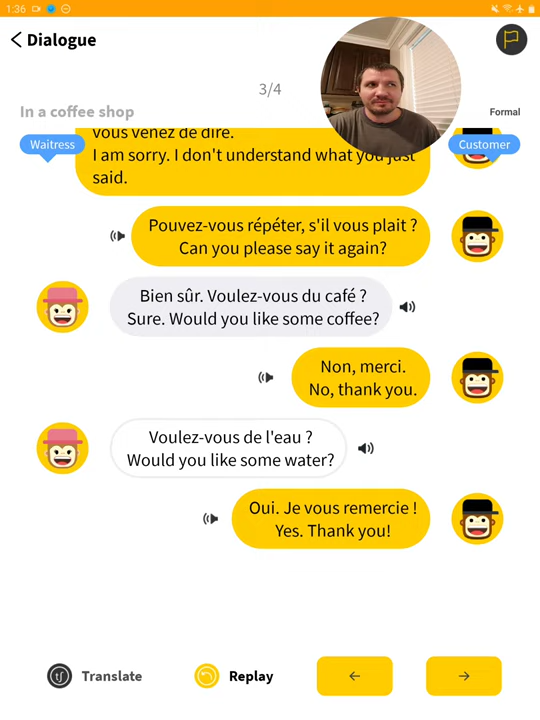 1:36
Dialogue
3/4
In a coffee shop
Formal
Waitress
Customer
vous venez de dire.
I am sorry. I don't understand what you just
said.
Pouvez-vous répéter, s'il vous plait ?
Can you please say it again?
Bien sûr. Voulez-vous du café ?
Sure. Would you like some coffee?
Non, merci.
No, thank you.
Voulez-vous de l'eau ?
Would you like some water?
Oui. Je vous remercie !
Yes. Thank you!
Translate
Replay